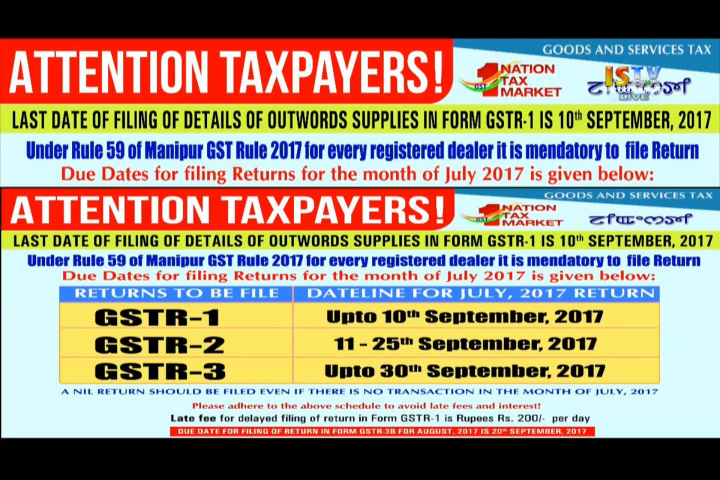 GOODS AND SERVICES TAX
ATTENTION TAXPAYERS!
1 NATION
TAX
MARKET
GST
ISTV
LIVE
LAST DATE OF FILING OF DETAILS OF OUTWORDS SUPPLIES IN FORM GSTR-1 IS 10th SEPTEMBER, 2017
Under Rule 59 of Manipur GST Rule 2017 for every registered dealer it is mandatory to file Return
Due Dates for filing Returns for the month of July 2017 is given below:
GOODS AND SERVICES TAX
ATTENTION TAXPAYERS!
1 NATION
TAX
MARKET
GST
LAST DATE OF FILING OF DETAILS OF OUTWORDS SUPPLIES IN FORM GSTR-1 IS 10th SEPTEMBER, 2017
Under Rule 59 of Manipur GST Rule 2017 for every registered dealer it is mandatory to file Return
Due Dates for filing Returns for the month of July 2017 is given below:
RETURNS TO BE FILE DATELINE FOR JULY, 2017 RETURN
GSTR-1 Upto 10th September, 2017
GSTR-2 11 - 25th September, 2017
GSTR-3 Upto 30th September, 2017
A NIL RETURN SHOULD BE FILED EVEN IF THERE IS NO TRANSACTION IN THE MONTH OF JULY, 2017
Please adhere to the above schedule to avoid late fees and interest!
Late fee for delayed filing of return in Form GSTR-1 is Rupees Rs. 200/- per day
DUE DATE FOR FILING OF RETURN IN FORM GSTR-3B FOR AUGUST, 2017 IS 20th SEPTEMBER, 2017